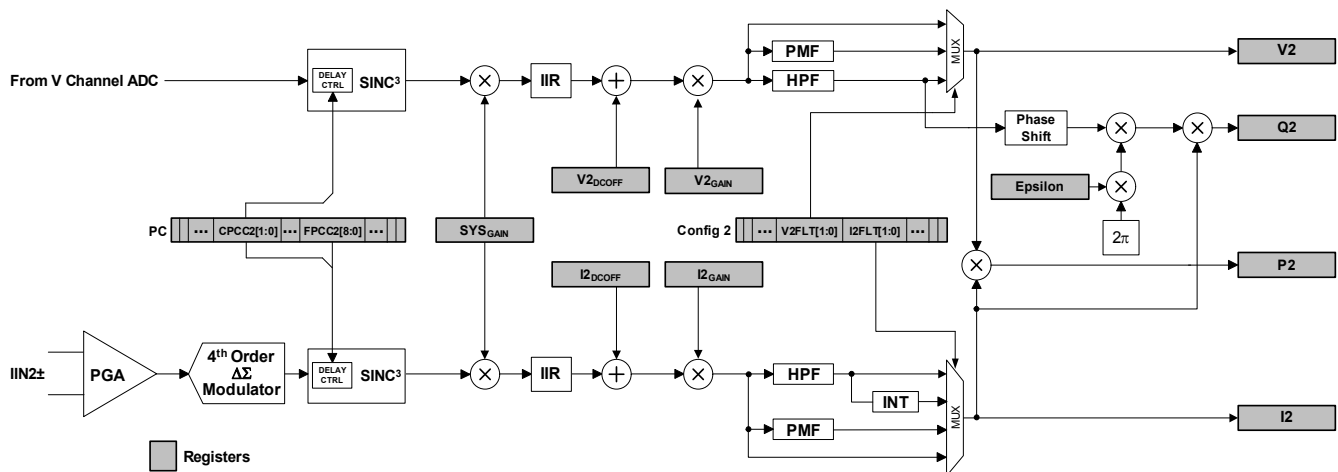 From V Channel ADC
DELAY
CTRL
SINC³
×
IIR
+
×
PMF
HPF
MUX
V2
Phase
Shift
×
×
Q2
V2DCOFF
V2GAIN
Epsilon
×
2π
PC
... CPCC2[1:0] ... FPCC2[8:0] ...
SYSGAIN
Config 2
... V2FLT[1:0] I2FLT[1:0] ...
I2DCOFF
I2GAIN
×
P2
IIN2±
PGA
4th Order
ΔΣ
Modulator
DELAY
CTRL
SINC³
×
IIR
+
×
HPF
INT
PMF
MUX
I2
Registers